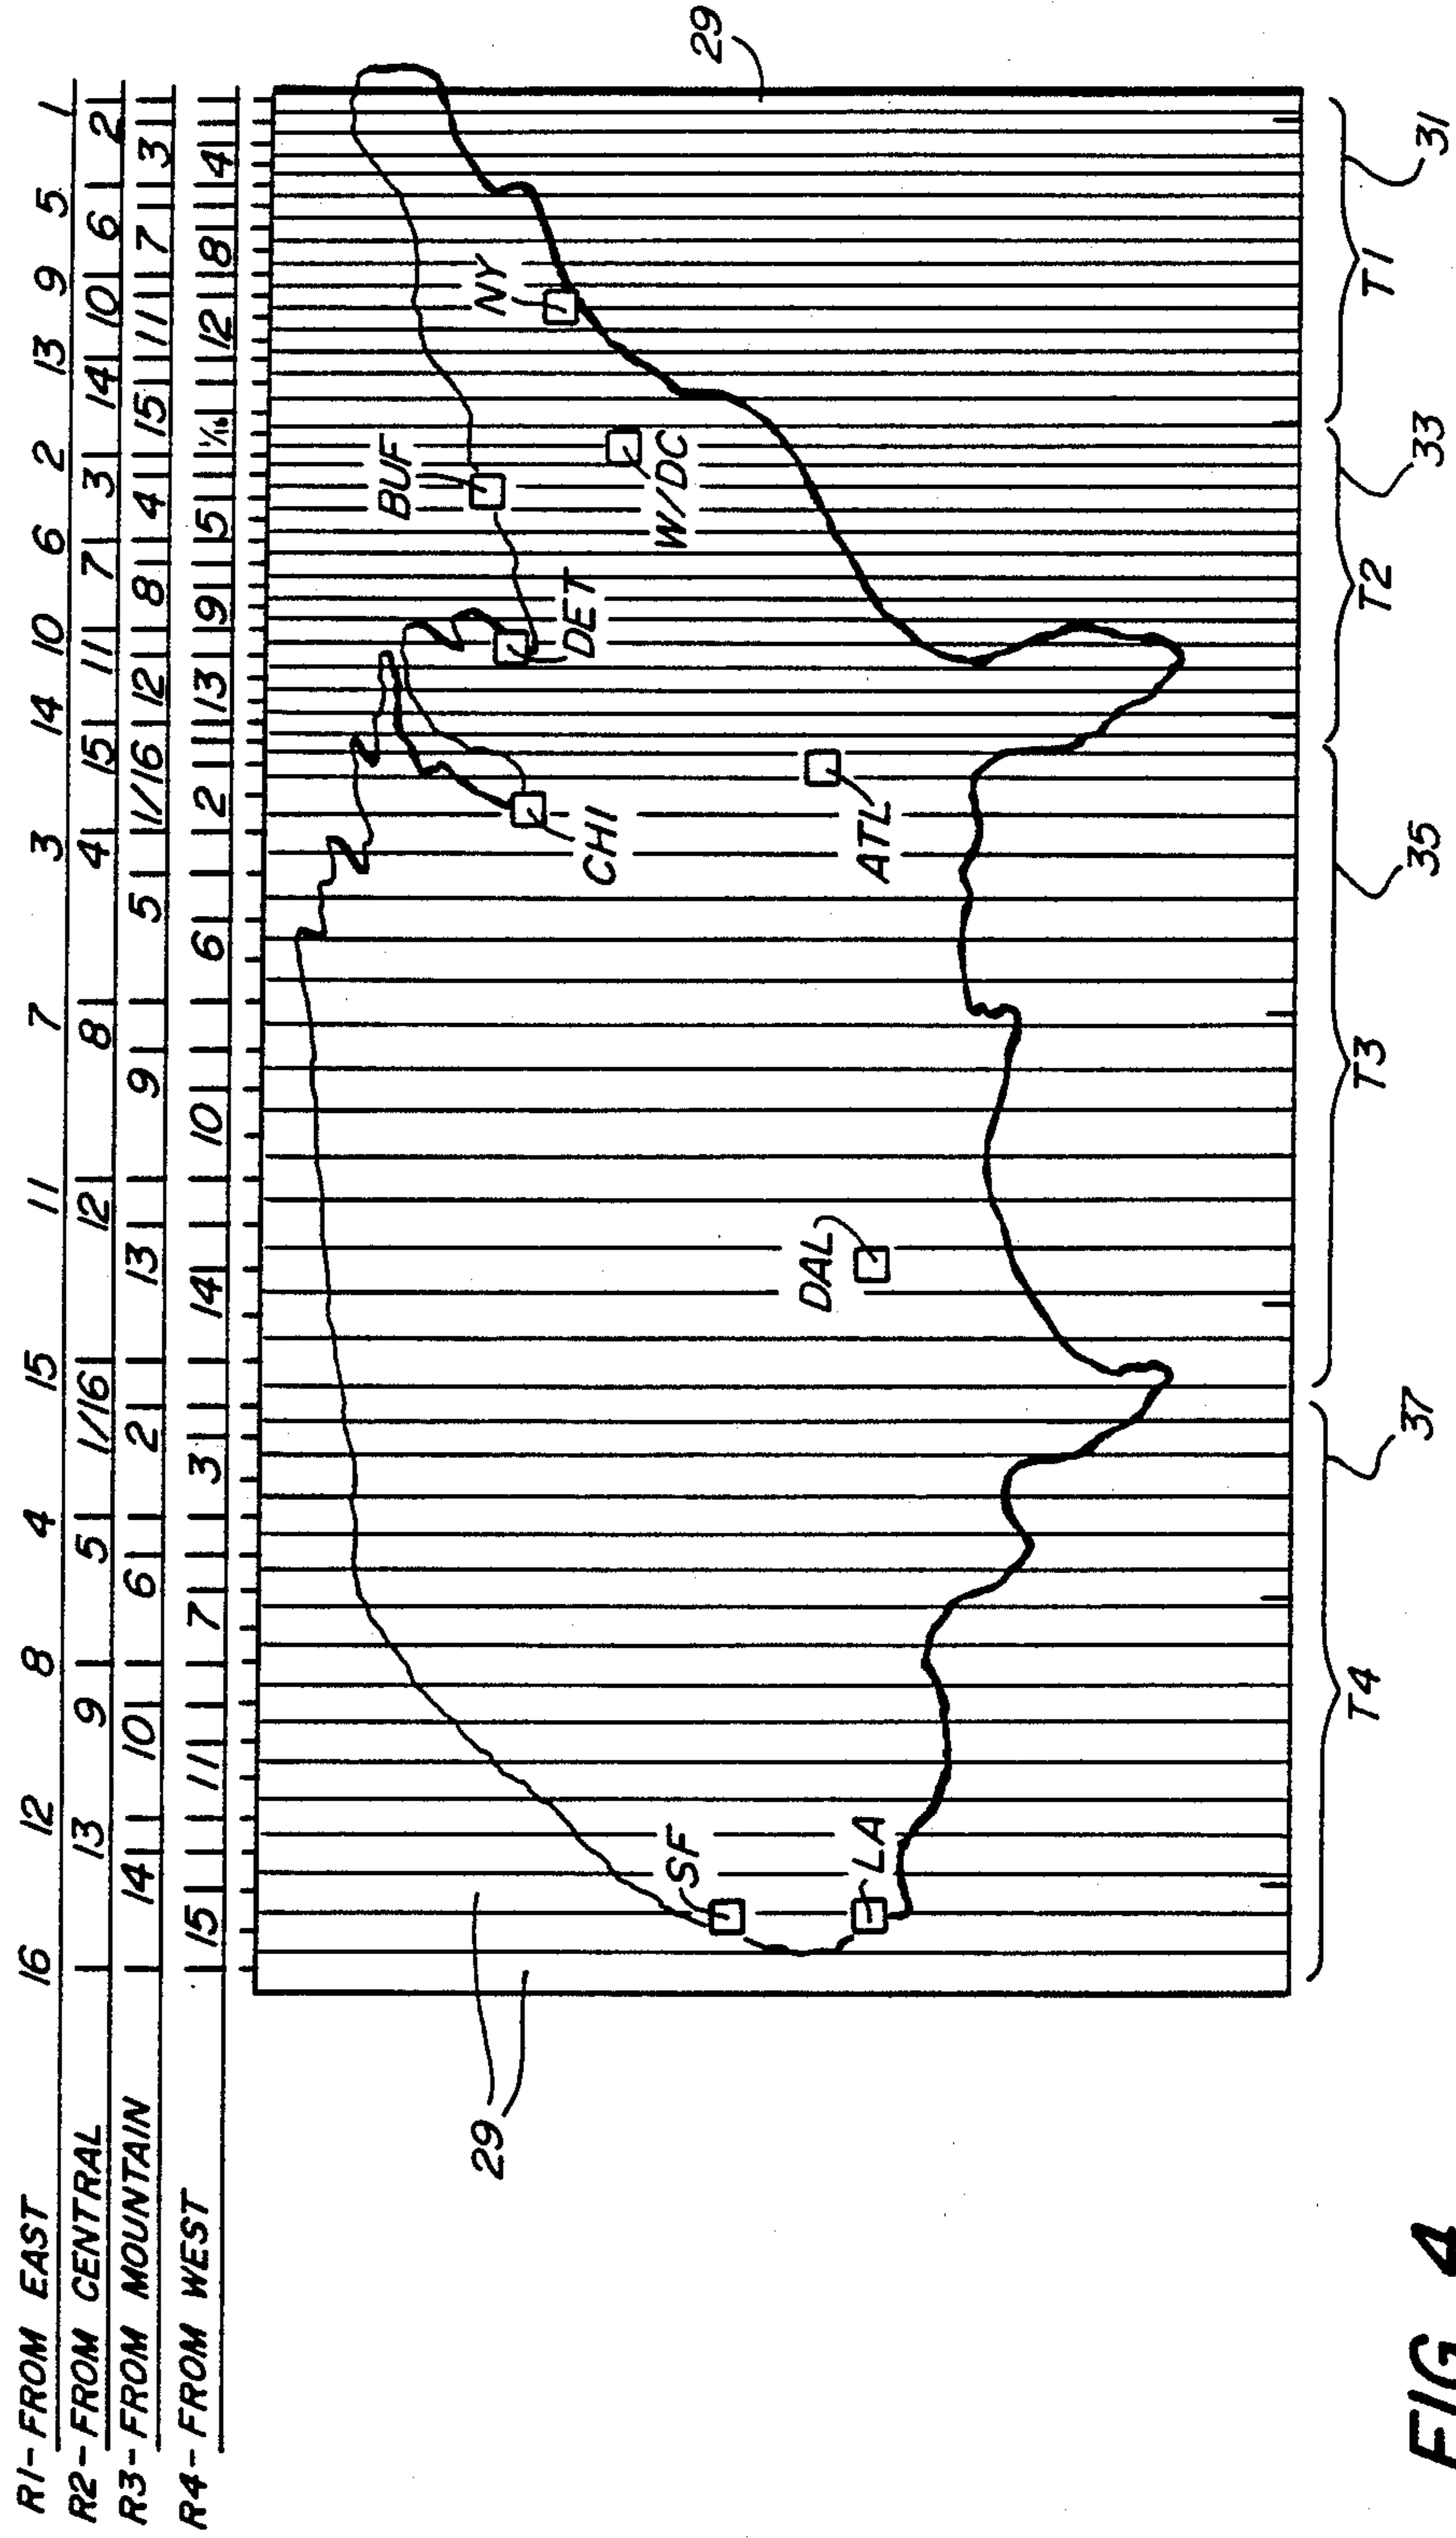 R1-FROM EAST 16 12 8 4 15 11 7 3 14 10 6 2 13 9 5 1
R2-FROM CENTRAL 13 9 5 1/16 12 8 4 15 11 7 3 14 10 6 2
R3-FROM MOUNTAIN 14 10 6 2 13 9 5 1/16 12 8 4 15 11 7 3
R4-FROM WEST 15 11 7 3 14 10 6 2 13 9 5 1/16 12 8 4
BUF
NY
29
DET
CHI
W/DC
29
SF
DAL
ATL
LA
T4
T3
T2
T1
37
35
33
31
FIG 4